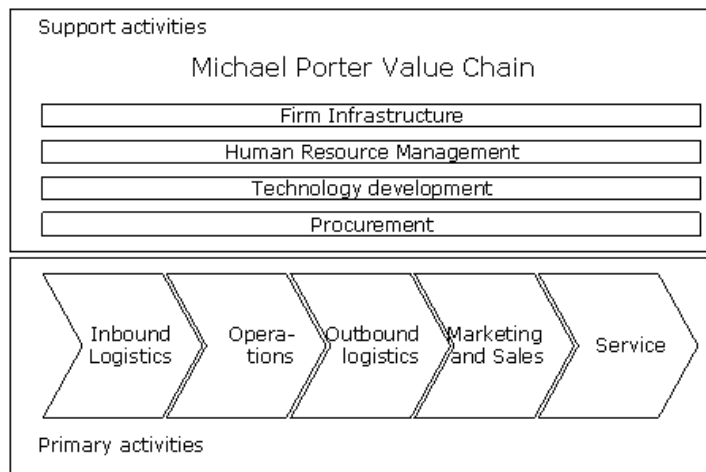 Support activities
Michael Porter Value Chain
Firm Infrastructure
Human Resource Management
Technology development
Procurement
Inbound
Logistics
Opera-
tions
Outbound
logistics
Marketing
and Sales
Service
Primary activities